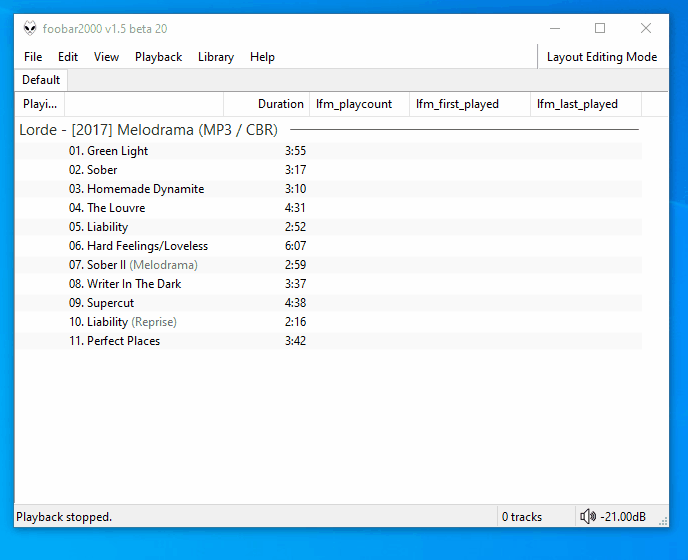 foobar2000 v1.5 beta 20
File Edit View Playback Library Help Layout Editing Mode
Default
Playi... Duration lfm_playcount lfm_first_played lfm_last_played
Lorde - [2017] Melodrama (MP3 / CBR)
01. Green Light 3:55
02. Sober 3:17
03. Homemade Dynamite 3:10
04. The Louvre 4:31
05. Liability 2:52
06. Hard Feelings/Loveless 6:07
07. Sober II (Melodrama) 2:59
08. Writer In The Dark 3:37
09. Supercut 4:38
10. Liability (Reprise) 2:16
11. Perfect Places 3:42
Playback stopped. 0 tracks -21.00dB